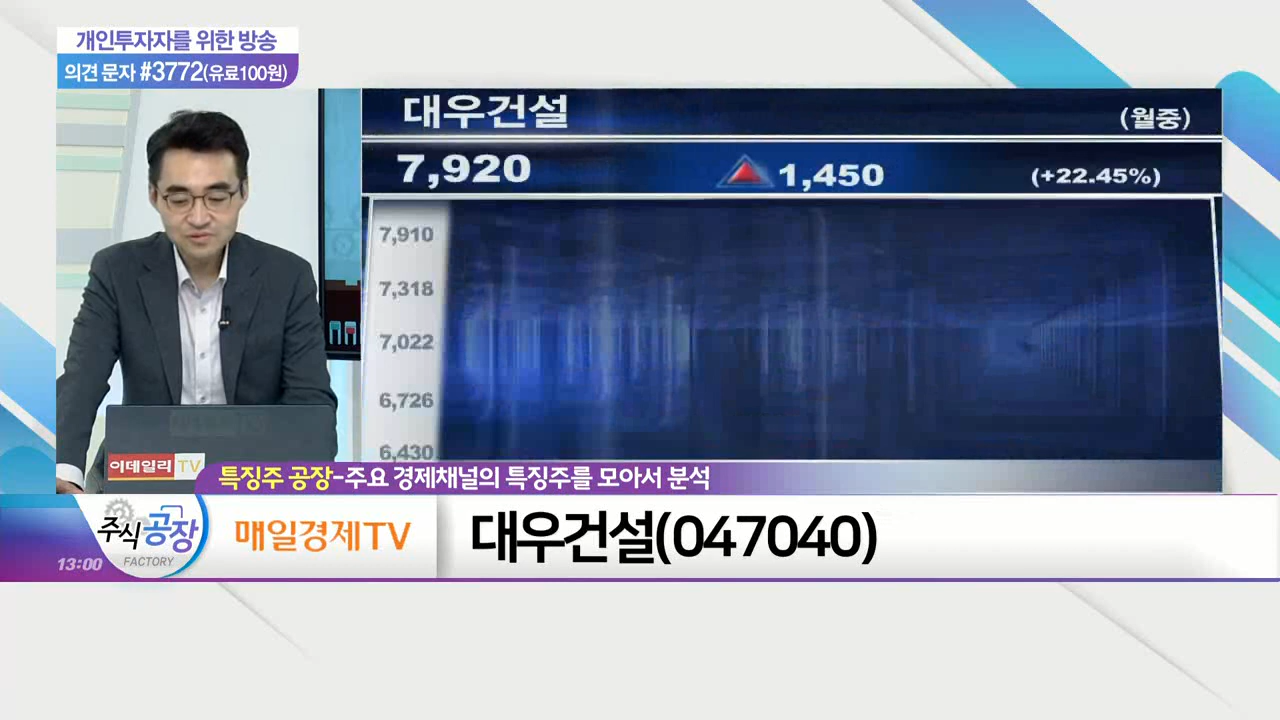 개인투자자를 위한 방송
의견 문자 #3772(유료100원)
대우건설
(월중)
7,920
1,450
(+22.45%)
7,910
7,318
7,022
6,726
6,430
이데일리TV
특징주 공장-주요 경제채널의 특징주를 모아서 분석
주식공장
FACTORY
13:00
매일경제TV
대우건설(047040)